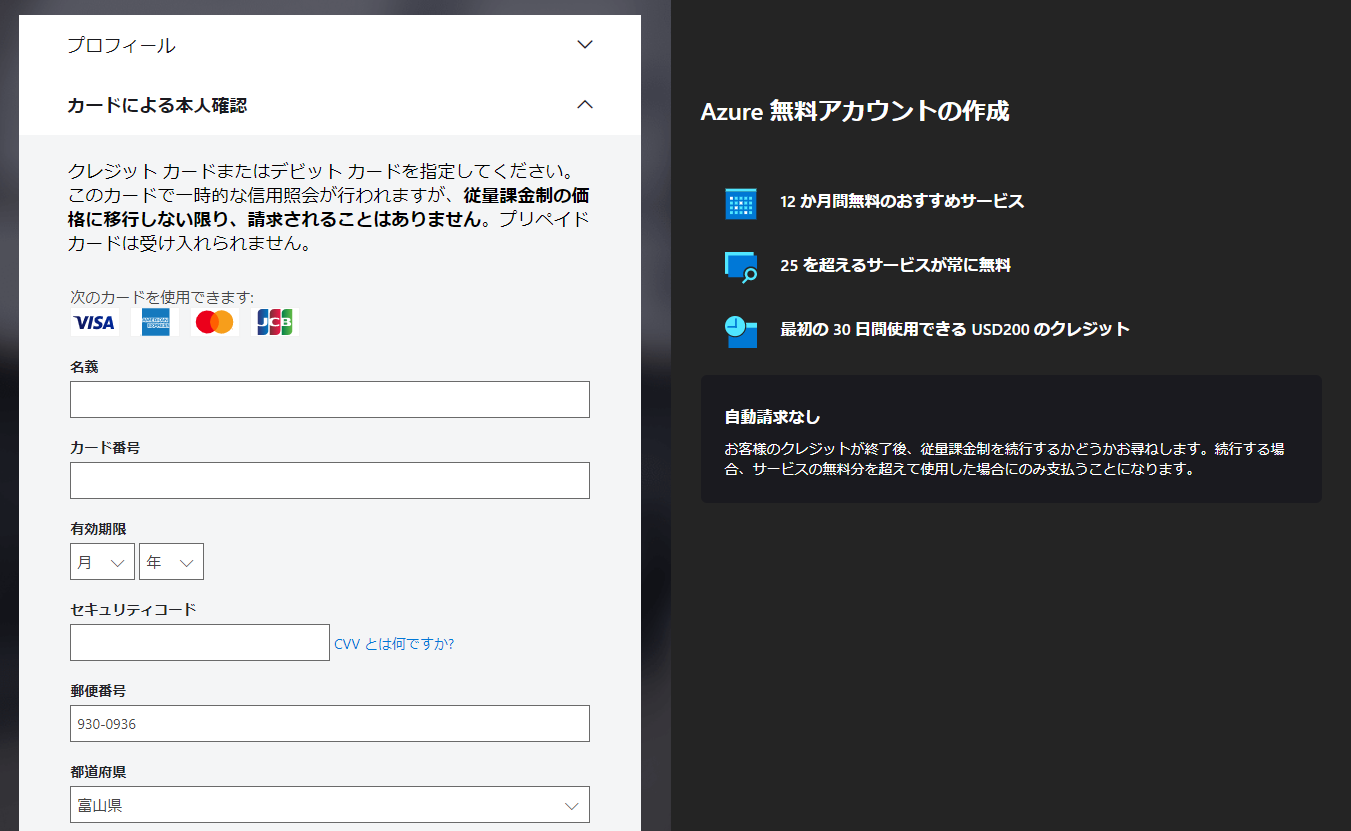 プロフィール
カードによる本人確認
クレジット カードまたはデビット カードを指定してください。
このカードで一時的な信用照会が行われますが、従量課金制の価
格に移行しない限り、請求されることはありません。プリペイド
カードは受け入れられません。
次のカードを使用できます:
VISA
AMERICAN EXPRESS
JCB
名義
カード番号
有効期限
月 年
セキュリティコード
CVV とは何ですか?
郵便番号
930-0936
都道府県
富山県
Azure 無料アカウントの作成
12 か月間無料のおすすめサービス
25 を超えるサービスが常に無料
最初の 30 日間使用できる USD200 のクレジット
自動請求なし
お客様のクレジットが終了後、従量課金制を続行するかどうかお尋ねします。続行する場
合、サービスの無料分を超えて使用した場合にのみ支払うことになります。